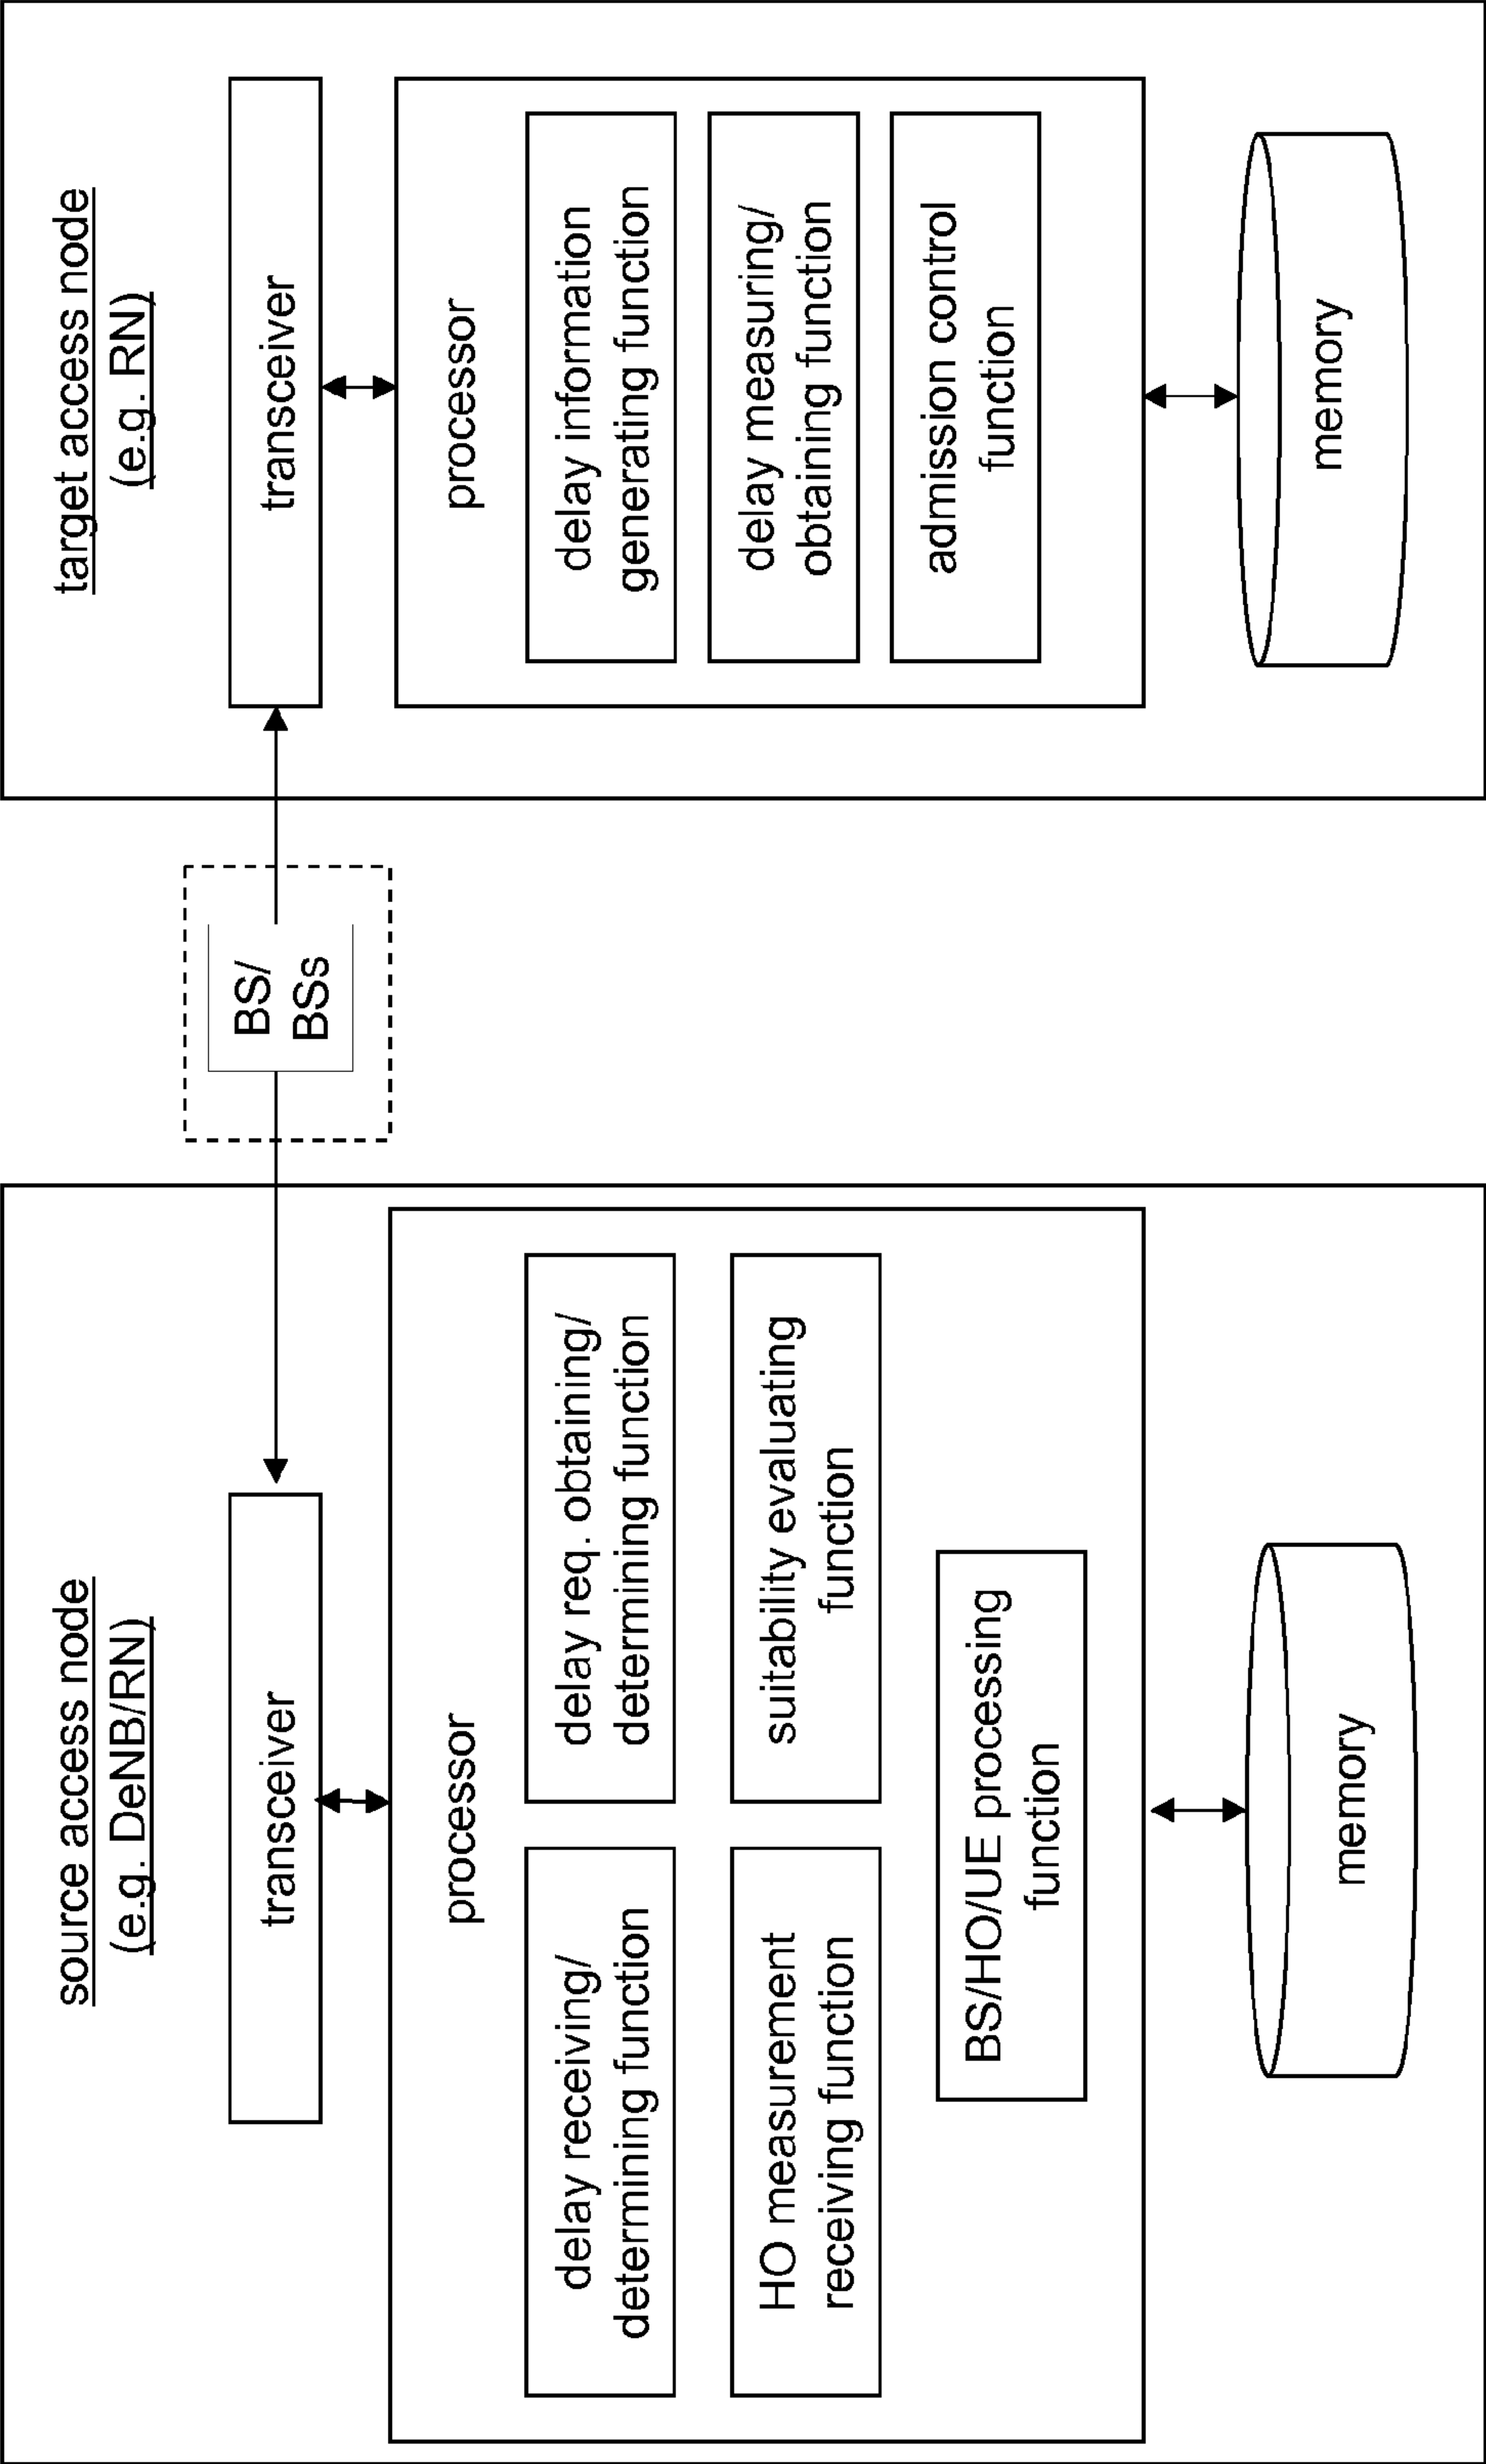 source access node
(e.g. DeNB/RN)
transceiver
processor
delay receiving/
determining function
delay req. obtaining/
determining function
HO measurement
receiving function
suitability evaluating
function
BS/HO/UE processing
function
memory
BS/
BSs
target access node
(e.g. RN)
transceiver
processor
delay information
generating function
delay measuring/
obtaining function
admission control
function
memory